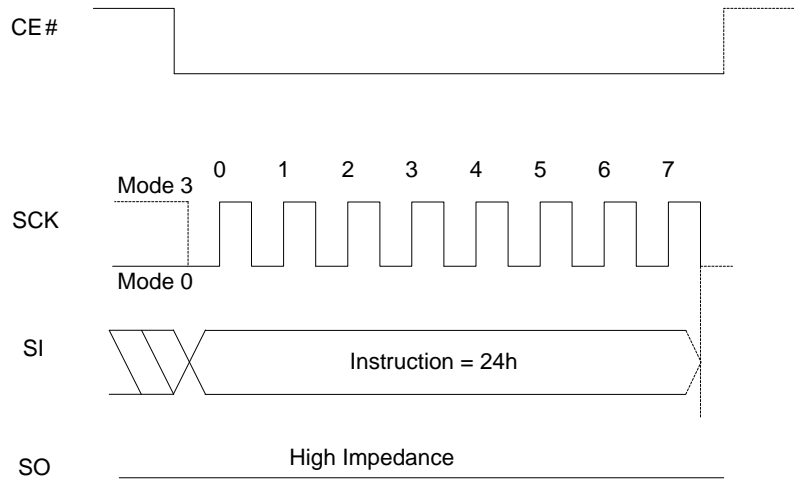 CE#
0 1 2 3 4 5 6 7
Mode 3
SCK
Mode 0
SI
Instruction = 24h
High Impedance
SO